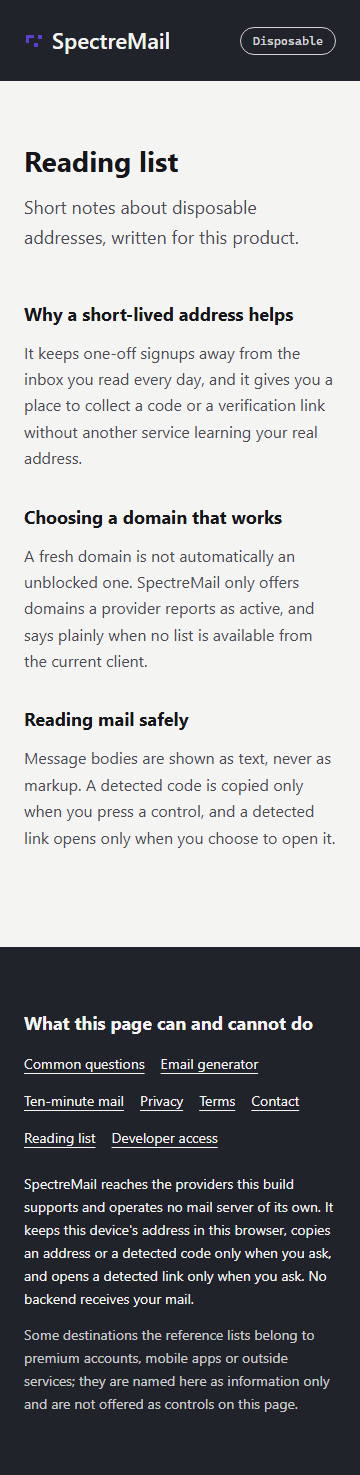 SpectreMail
Disposable
Reading list
Short notes about disposable
addresses, written for this product.
Why a short-lived address helps
It keeps one-off signups away from the
inbox you read every day, and it gives you a
place to collect a code or a verification link
without another service learning your real
address.
Choosing a domain that works
A fresh domain is not automatically an
unblocked one. SpectreMail only offers
domains a provider reports as active, and
says plainly when no list is available from
the current client.
Reading mail safely
Message bodies are shown as text, never as
markup. A detected code is copied only
when you press a control, and a detected
link opens only when you choose to open it.
What this page can and cannot do
Common questions Email generator
Ten-minute mail Privacy Terms Contact
Reading list Developer access
SpectreMail reaches the providers this build
supports and operates no mail server of its own. It
keeps this device's address in this browser, copies
an address or a detected code only when you ask,
and opens a detected link only when you ask. No
backend receives your mail.
Some destinations the reference lists belong to
premium accounts, mobile apps or outside
services; they are named here as information only
and are not offered as controls on this page.